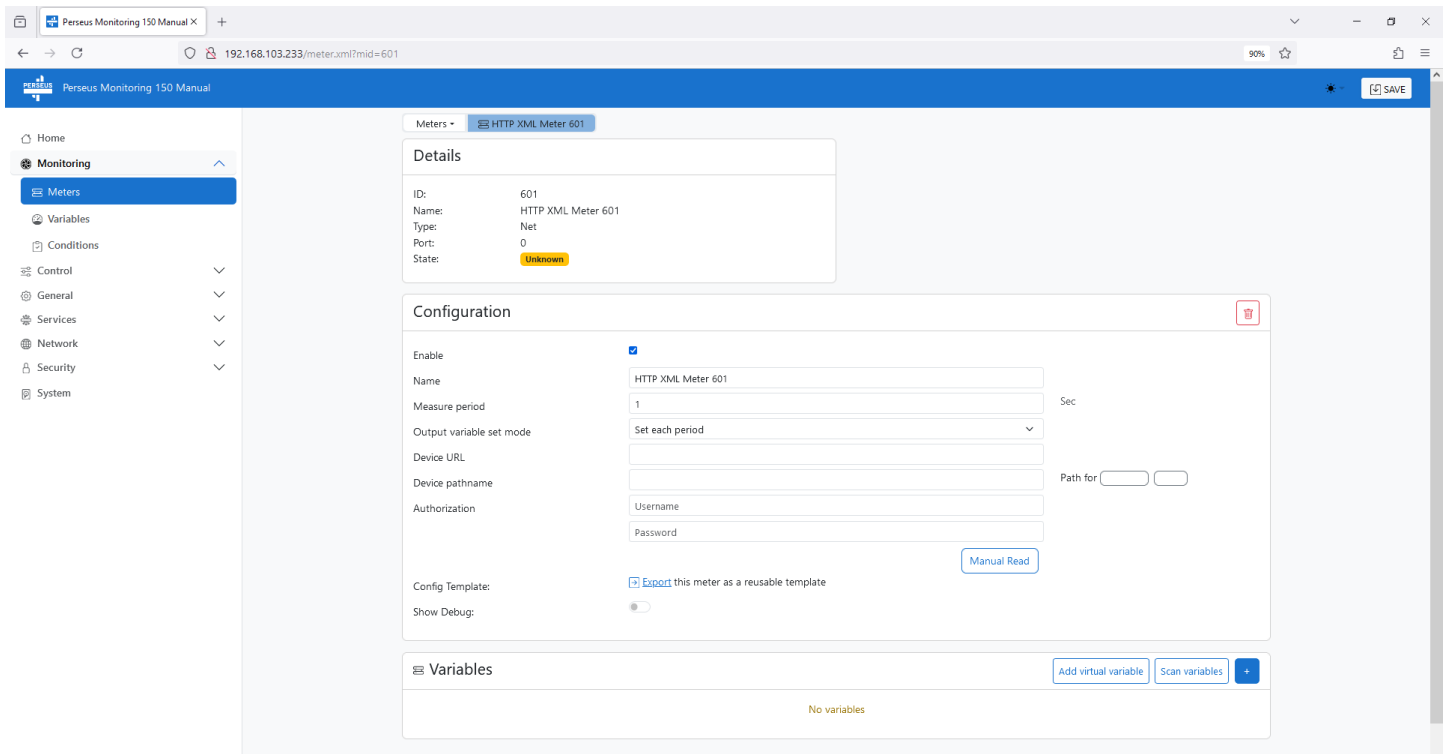 Perseus Monitoring 150 Manual
192.168.103.233/meter.xml?mid=601
90%
PERSEUS
Perseus Monitoring 150 Manual
SAVE
Home
Monitoring
Meters
Variables
Conditions
Control
General
Services
Network
Security
System
Meters
HTTP XML Meter 601
Details
ID: 601
Name: HTTP XML Meter 601
Type: Net
Port: 0
State: Unknown
Configuration
Enable
Name HTTP XML Meter 601
Measure period 1 Sec
Output variable set mode Set each period
Device URL
Device pathname Path for
Authorization Username
Password
Manual Read
Config Template: Export this meter as a reusable template
Show Debug:
Variables
Add virtual variable Scan variables +
No variables